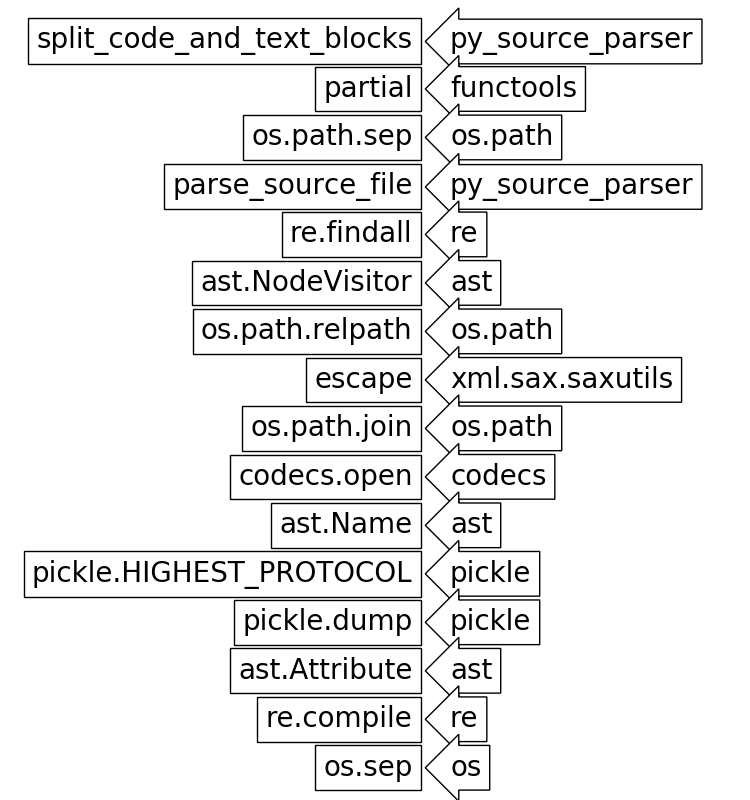 split_code_and_text_blocks py_source_parser
partial functools
os.path.sep os.path
parse_source_file py_source_parser
re.findall re
ast.NodeVisitor ast
os.path.relpath os.path
escape xml.sax.saxutils
os.path.join os.path
codecs.open codecs
ast.Name ast
pickle.HIGHEST_PROTOCOL pickle
pickle.dump pickle
ast.Attribute ast
re.compile re
os.sep os